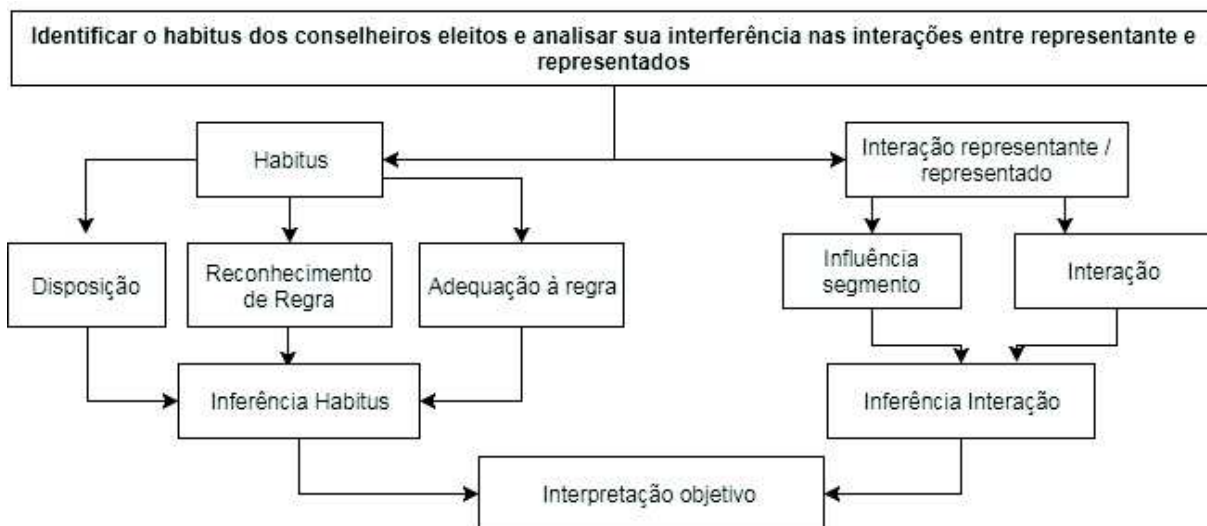 Identificar o habitus dos conselheiros eleitos e analisar sua interferência nas interações entre representante e
representados
Habitus
Interação representante /
representado
Disposição
Reconhecimento
de Regra
Adequação à regra
Influência
segmento
Interação
Inferência Habitus
Inferência Interação
Interpretação objetivo